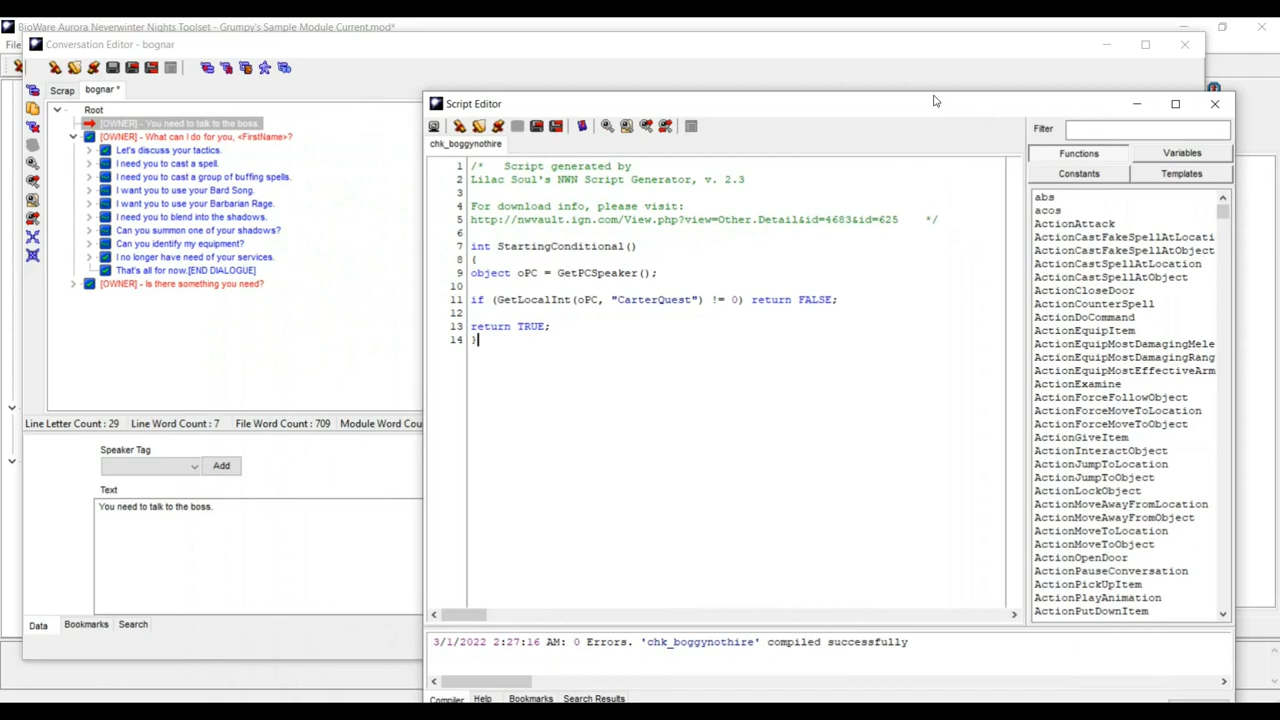 BioWare Aurora Neverwinter Nights Toolset - Grumpy's Sample Module Current.mod*
File
Conversation Editor - bognar
Scrap
bognar *
Root
[OWNER] - You need to talk to the boss.
[OWNER] - What can I do for you, <FirstName>?
Let's discuss your tactics.
I need you to cast a spell.
I need you to cast a group of buffing spells.
I want you to use your Bard Song.
I want you to use your Barbarian Rage.
I need you to blend into the shadows.
Can you summon one of your shadows?
Can you identify my equipment?
I no longer have need of your services.
That's all for now.[END DIALOGUE]
[OWNER] - Is there something you need?
Line Letter Count : 29
Line Word Count : 7
File Word Count : 709
Module Word Cou
Speaker Tag
Add
Text
You need to talk to the boss.
Data
Bookmarks
Search
Script Editor
chk_boggynothire
1 /* Script generated by
2 Lilac Soul's NWN Script Generator, v. 2.3
3
4 For download info, please visit:
5 http://nwvault.ign.com/View.php?view=Other.Detail&id=4683&id=625 */
6
7 int StartingConditional()
8 {
9 object oPC = GetPCSpeaker();
10
11 if (GetLocalInt(oPC, "CarterQuest") != 0) return FALSE;
12
13 return TRUE;
14 }
Filter
Functions
Variables
Constants
Templates
abs
acos
ActionAttack
ActionCastFakeSpellAtLocati
ActionCastFakeSpellAtObject
ActionCastSpellAtLocation
ActionCastSpellAtObject
ActionCloseDoor
ActionCounterSpell
ActionDoCommand
ActionEquipItem
ActionEquipMostDamagingMele
ActionEquipMostDamagingRang
ActionEquipMostEffectiveArm
ActionExamine
ActionForceFollowObject
ActionForceMoveToLocation
ActionForceMoveToObject
ActionGiveItem
ActionInteractObject
ActionJumpToLocation
ActionJumpToObject
ActionLockObject
ActionMoveAwayFromLocation
ActionMoveAwayFromObject
ActionMoveToLocation
ActionMoveToObject
ActionOpenDoor
ActionPauseConversation
ActionPickUpItem
ActionPlayAnimation
ActionPutDownItem
3/1/2022 2:27:16 AM: 0 Errors. 'chk_boggynothire' compiled successfully
Compiler
Help
Bookmarks
Search Results